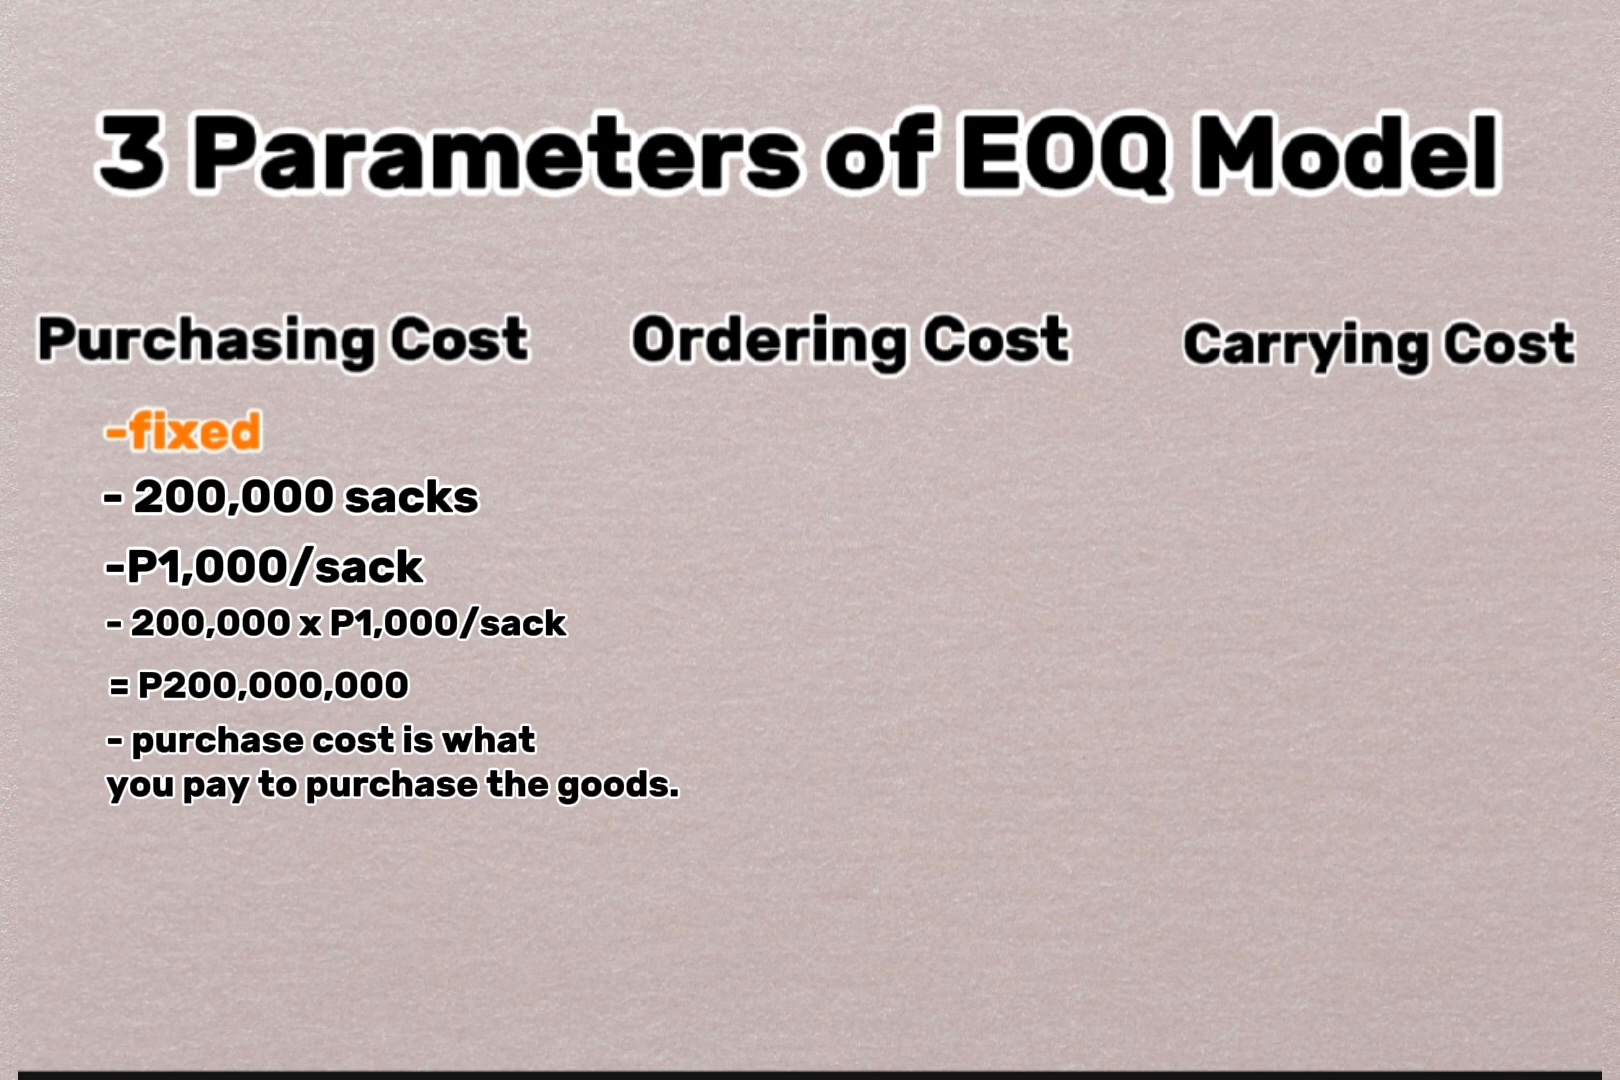 3 Parameters of EOQ Model
Purchasing Cost
Ordering Cost
Carrying Cost
-fixed
- 200,000 sacks
-P1,000/sack
- 200,000 x P1,000/sack
= P200,000,000
- purchase cost is what
you pay to purchase the goods.